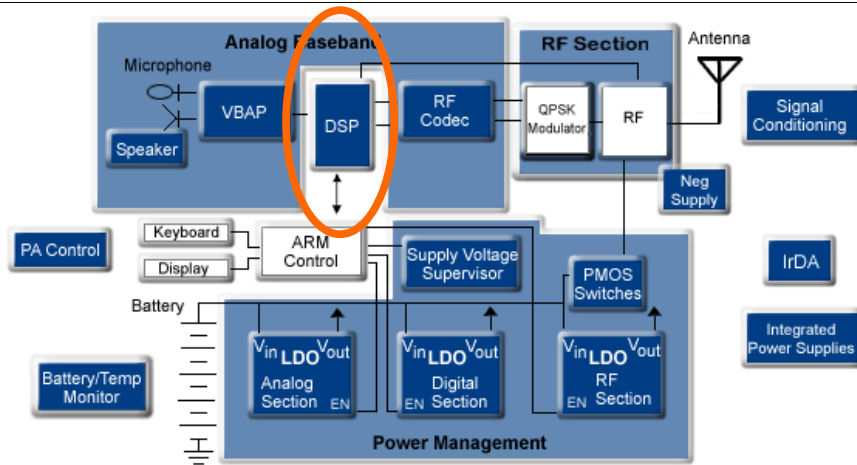 Analog Baseband
RF Section
Antenna
Microphone
VBAP
DSP
RF
Codec
QPSK
Modulator
RF
Signal
Conditioning
Speaker
Neg
Supply
Keyboard
Display
ARM
Control
PA Control
Supply Voltage
Supervisor
PMOS
Switches
IrDA
Battery
Vin LDO Vout
Analog
Section
EN
Vin LDO Vout
Digital
EN Section
Vin LDO Vout
RF
EN Section
Integrated
Power Supplies
Battery/Temp
Monitor
Power Management